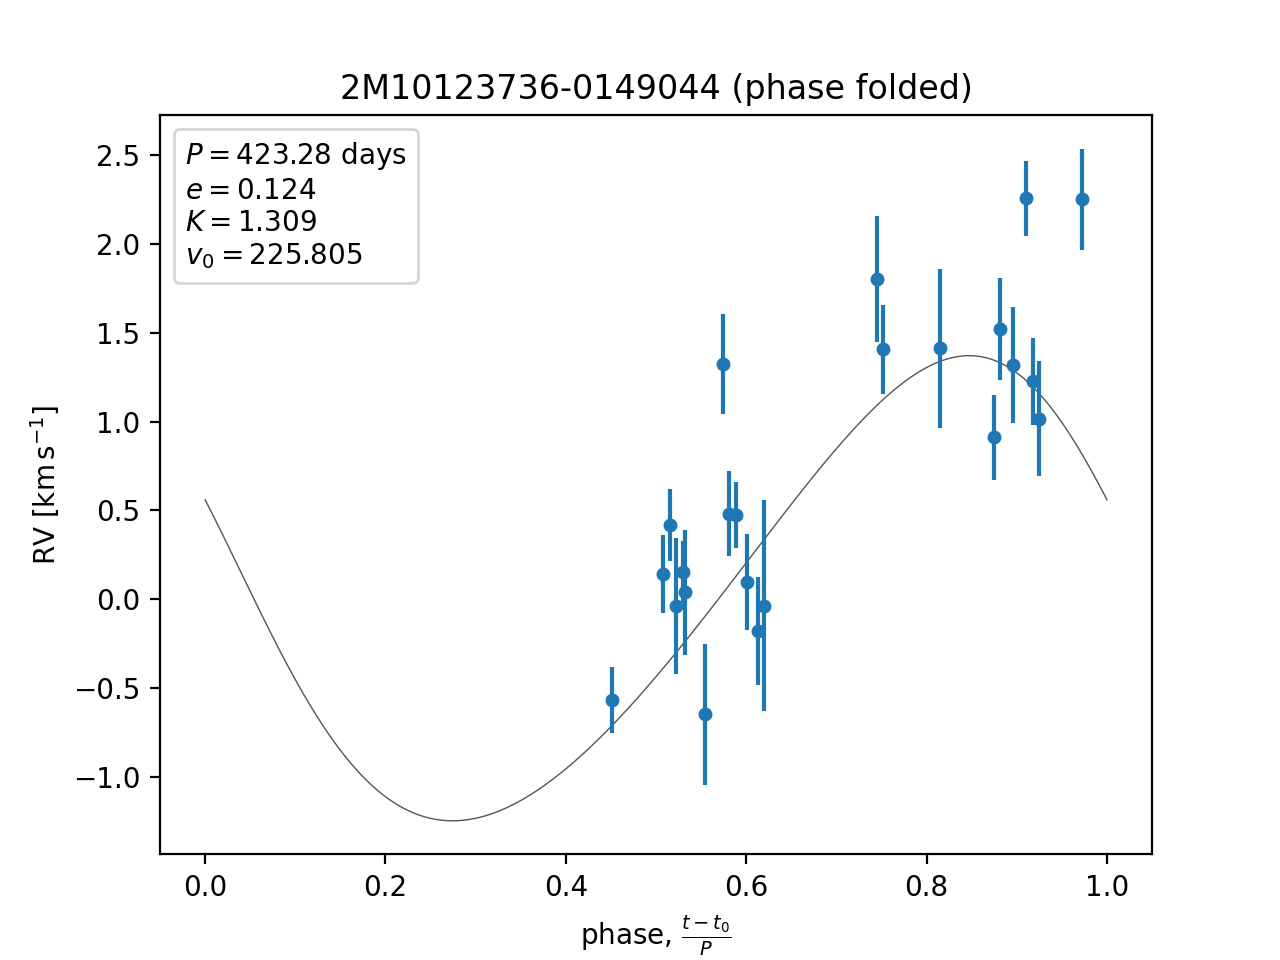 2M10123736-0149044 (phase folded)
P = 423.28 days
e = 0.124
K = 1.309
v₀ = 225.805
2.5
2.0
1.5
1.0
0.5
0.0
−0.5
−1.0
RV [km s⁻¹]
0.0 0.2 0.4 0.6 0.8 1.0
phase, (t − t₀)/P